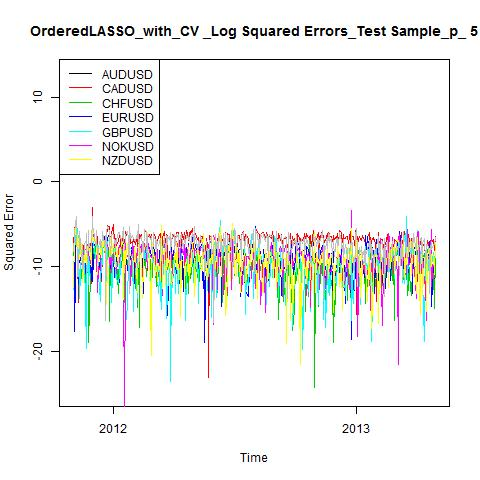 OrderedLASSO_with_CV _Log Squared Errors_Test Sample_p_ 5
AUDUSD
CADUSD
CHFUSD
EURUSD
GBPUSD
NOKUSD
NZDUSD
10
0
-10
-20
Squared Error
2012
2013
Time